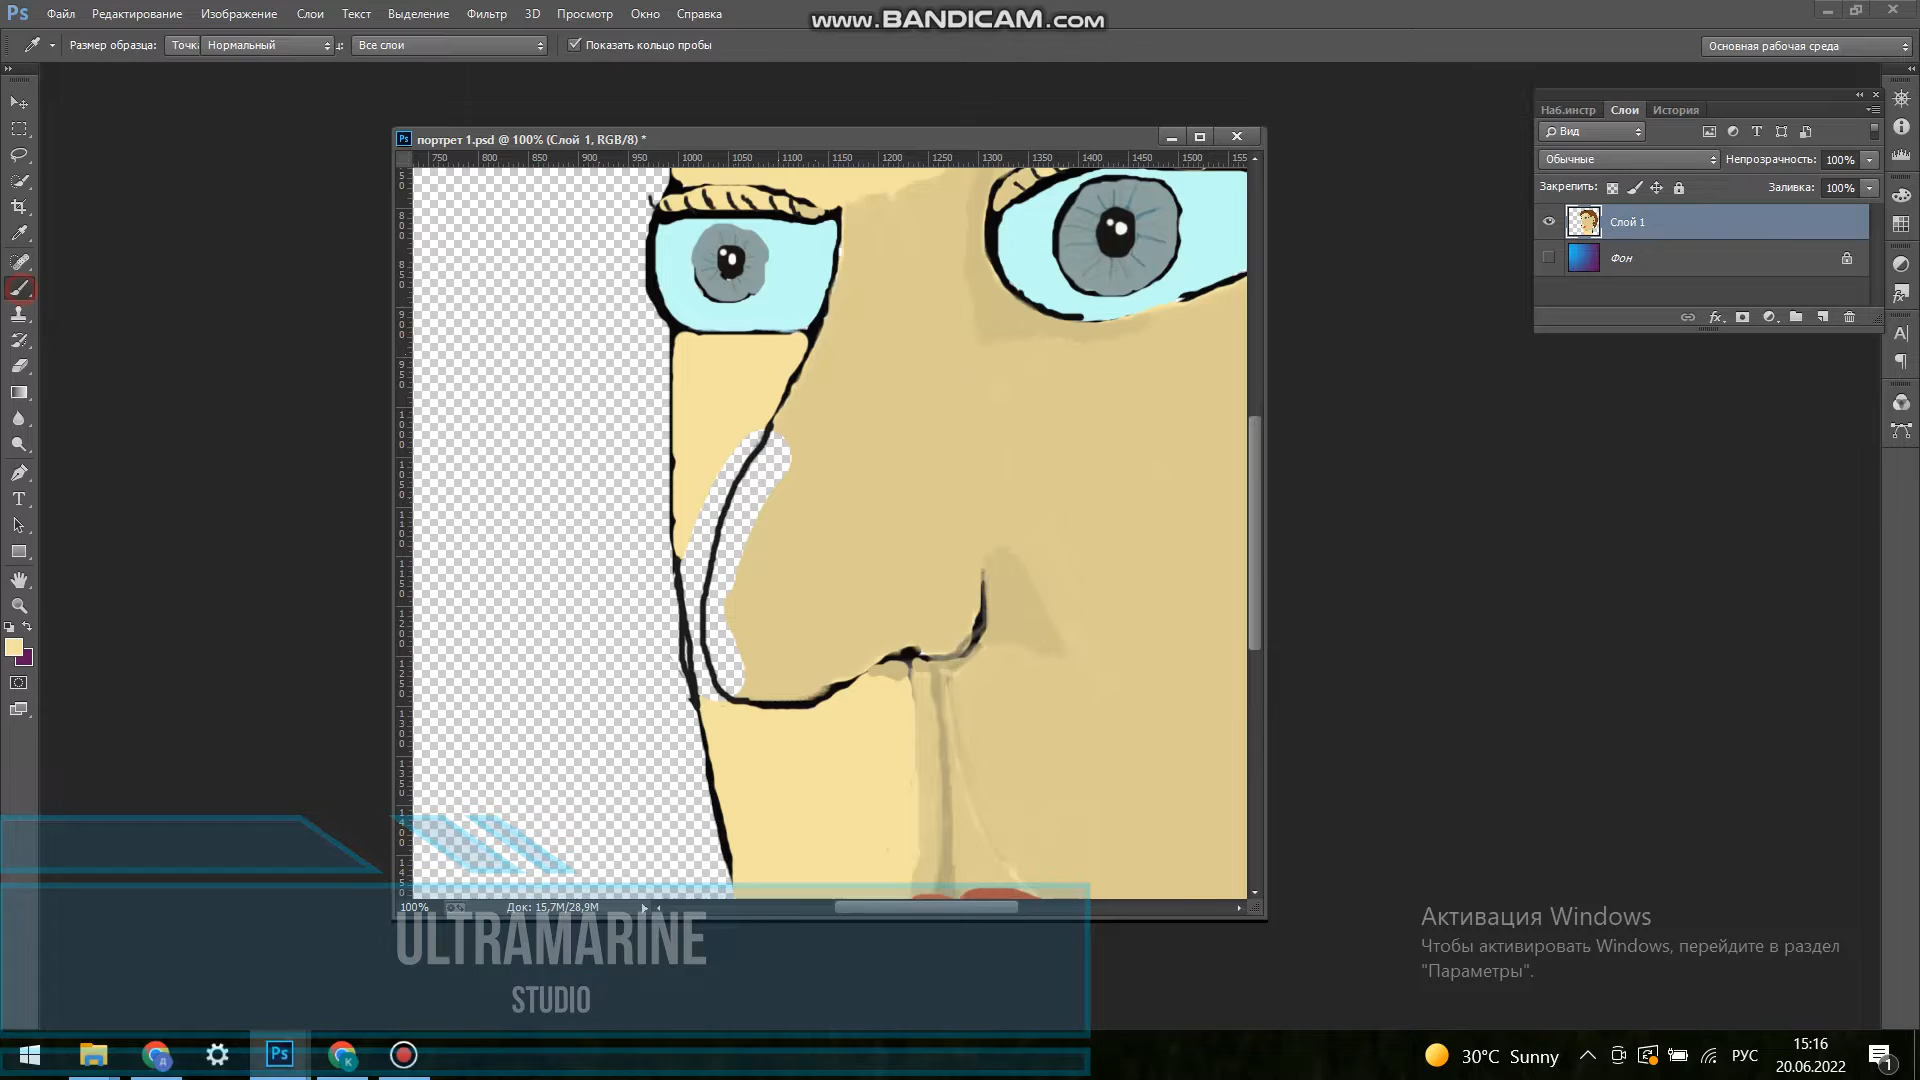 Ps Файл Редактирование Изображение Слои Текст Выделение Фильтр 3D Просмотр Окно Справка
www.BANDICAM.com
Размер образца: Точк Нормальный Все слои Показать кольцо пробы Основная рабочая среда
Наб.инстр Слои История
Вид
Обычные Непрозрачность: 100%
Закрепить: Заливка: 100%
Слой 1
Фон
Ps портрет 1.psd @ 100% (Слой 1, RGB/8) *
750 800 850 900 950 1000 1050 1100 1150 1200 1250 1300 1350 1400 1450 1500 155
100% Док: 15,7M/28,9M
ULTRAMARINE
STUDIO
Активация Windows
Чтобы активировать Windows, перейдите в раздел
"Параметры".
Ps
30°C Sunny
РУС
15:16
20.06.2022
1